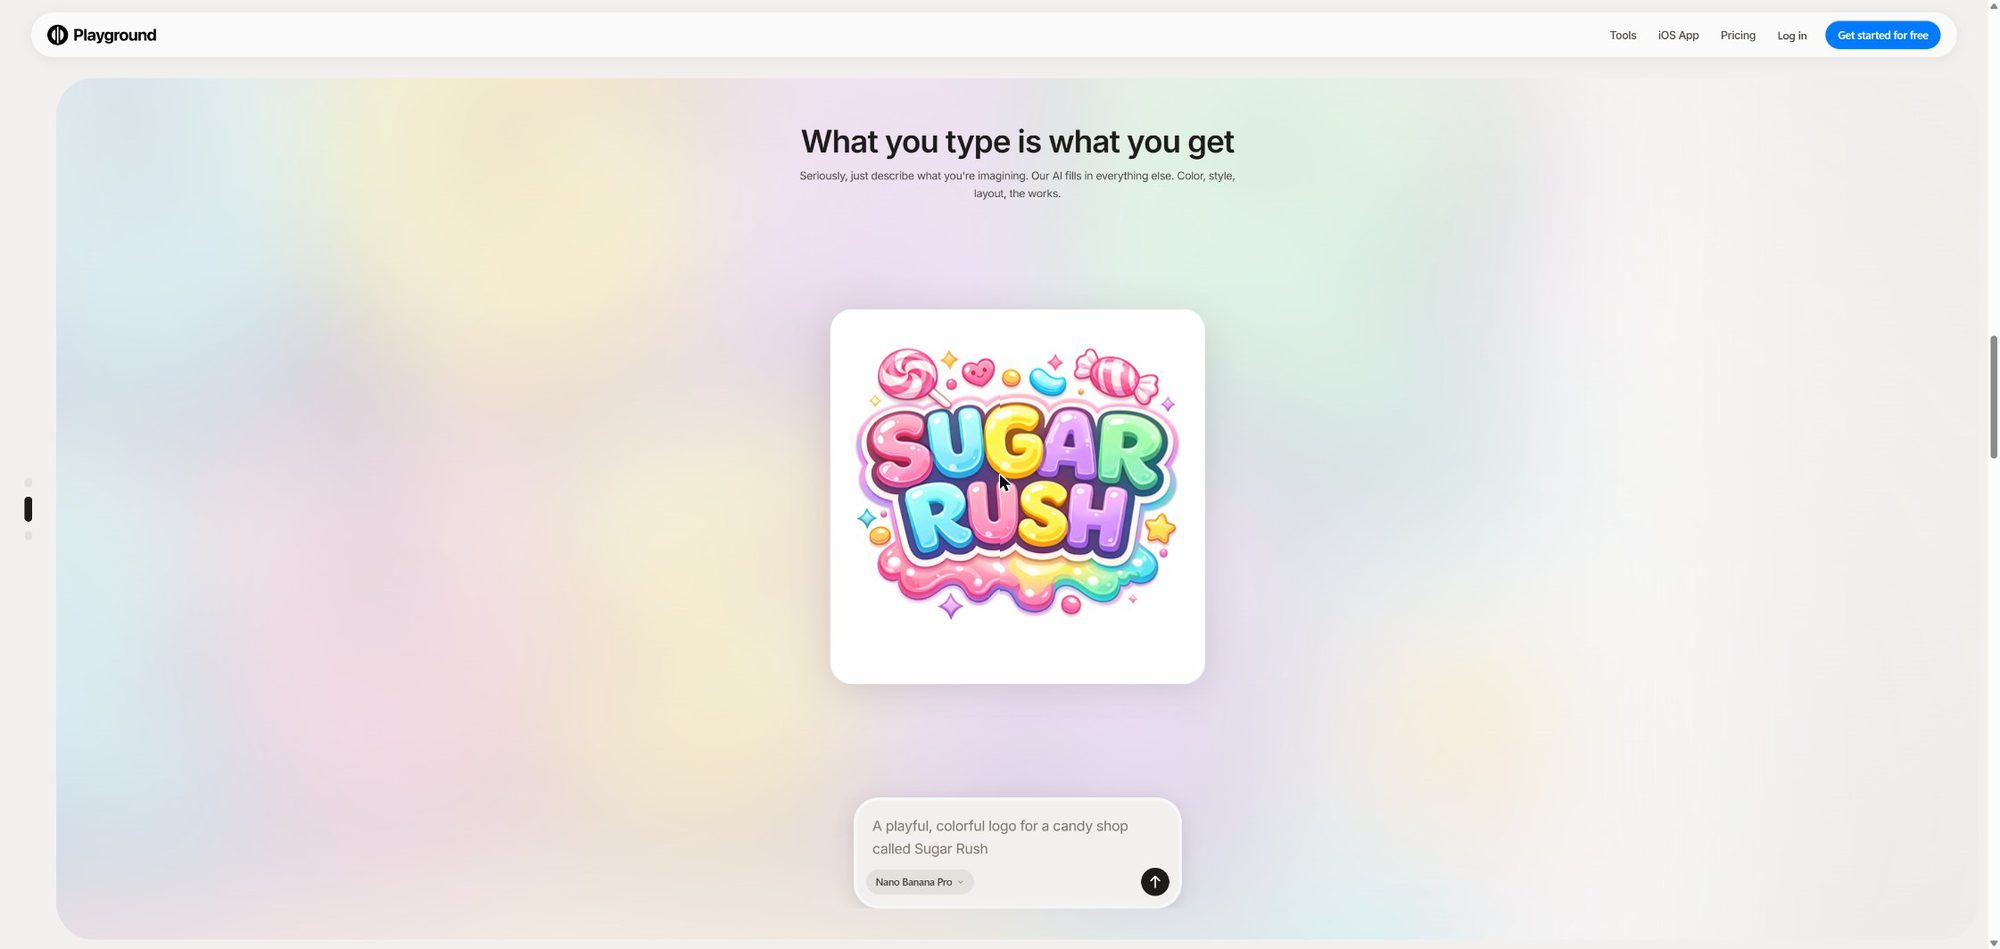 Playground
Tools
iOS App
Pricing
Log in
Get started for free
What you type is what you get
Seriously, just describe what you're imagining. Our AI fills in everything else. Color, style,
layout, the works.
SUGAR
RUSH
A playful, colorful logo for a candy shop
called Sugar Rush
Nano Banana Pro